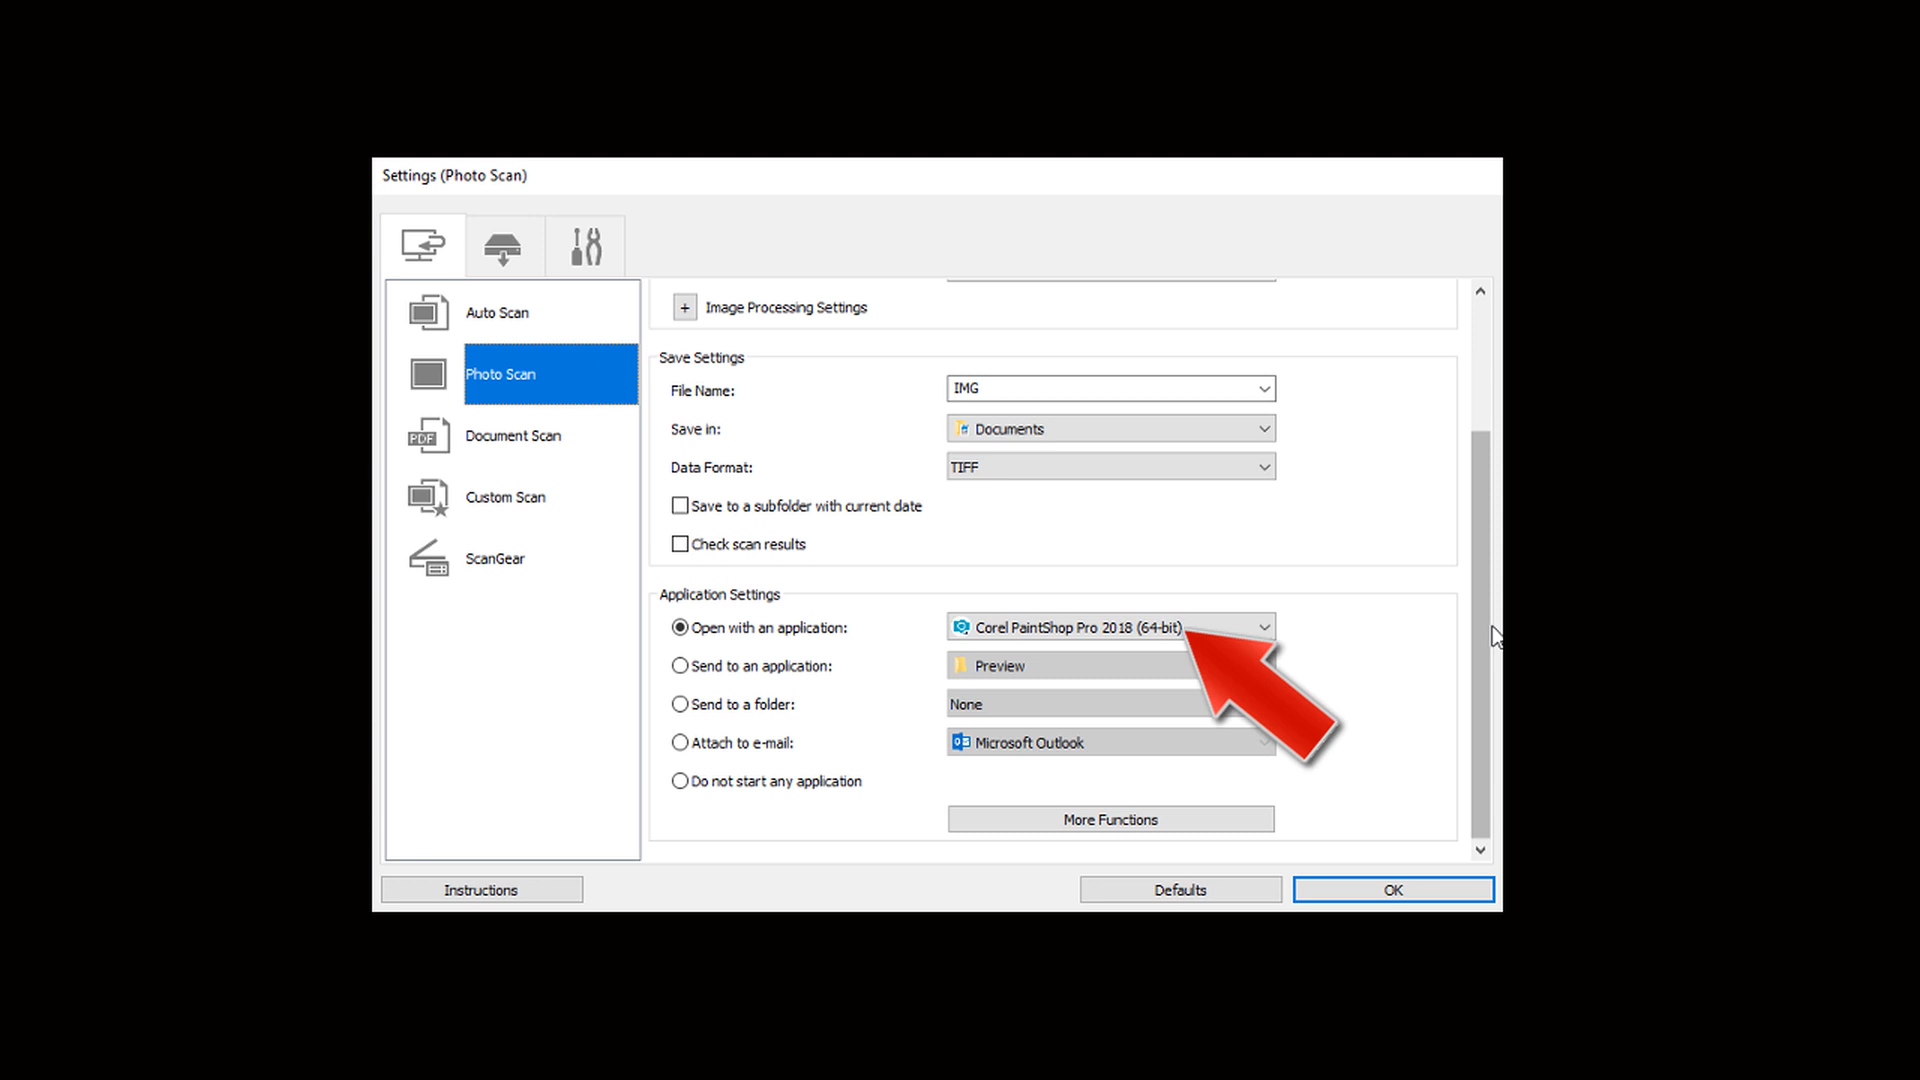 Settings (Photo Scan)
Auto Scan
Photo Scan
PDF
Document Scan
Custom Scan
ScanGear
+ Image Processing Settings
Save Settings
File Name: IMG
Save in: Documents
Data Format: TIFF
Save to a subfolder with current date
Check scan results
Application Settings
Open with an application: Corel PaintShop Pro 2018 (64-bit)
Send to an application: Preview
Send to a folder: None
Attach to e-mail: Microsoft Outlook
Do not start any application
More Functions
Instructions
Defaults
OK